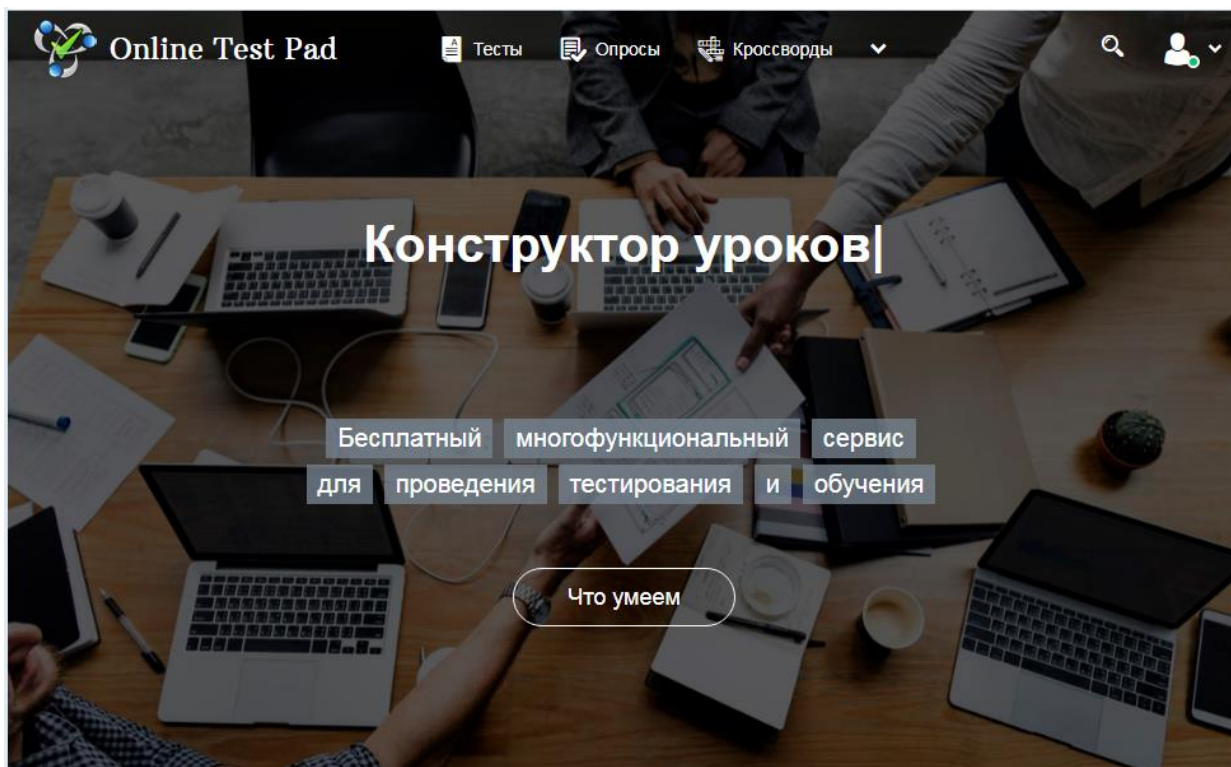 Online Test Pad Тесты Опросы Кроссворды
Конструктор уроков|
Бесплатный многофункциональный сервис
для проведения тестирования и обучения
Что умеем